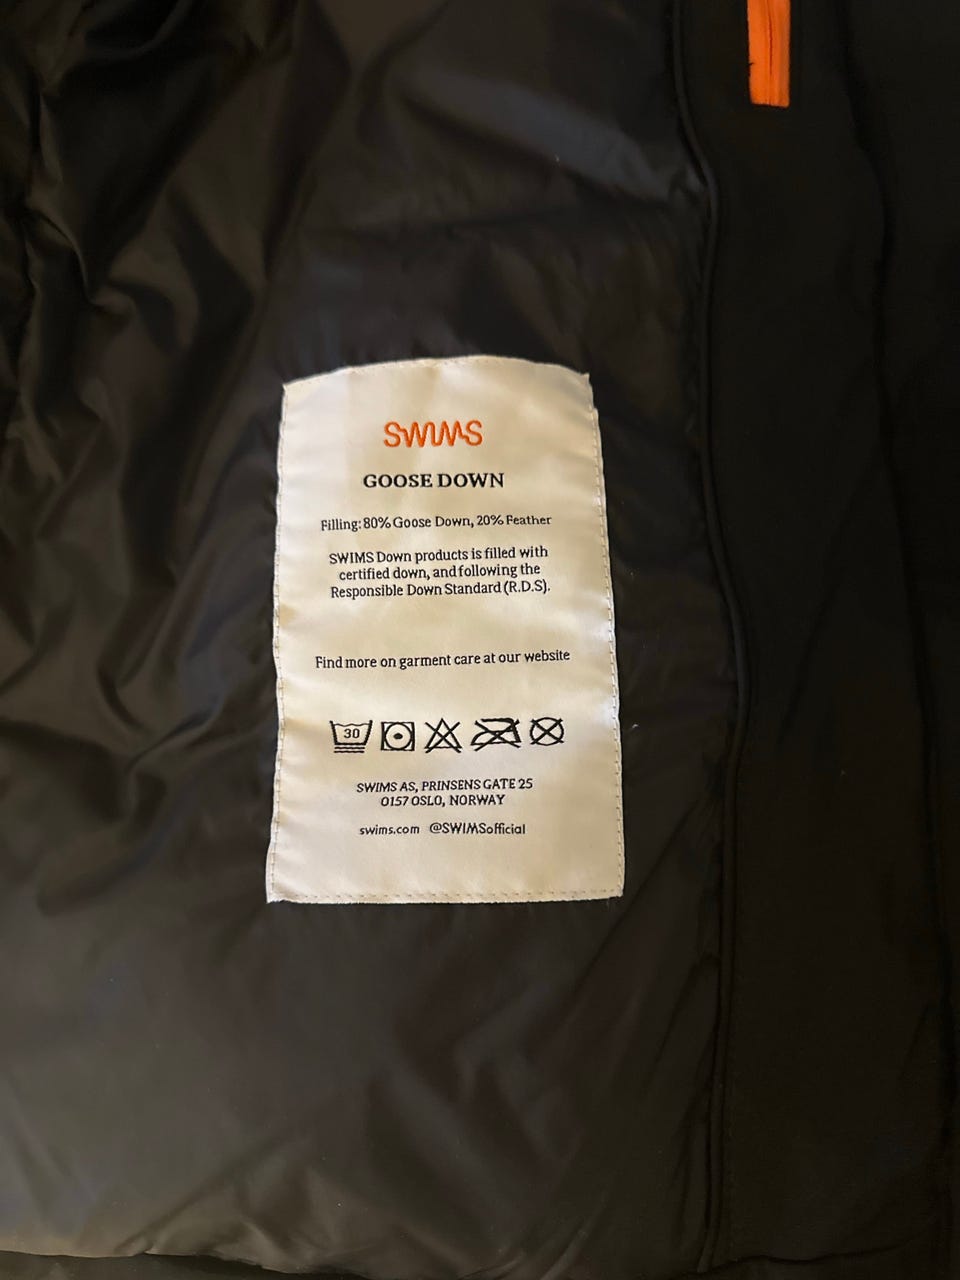 SWIMS
GOOSE DOWN
Filling: 80% Goose Down, 20% Feather
SWIMS Down products is filled with
certified down, and following the
Responsible Down Standard (R.D.S).
Find more on garment care at our website
30
SWIMS AS, PRINSENS GATE 25
0157 OSLO, NORWAY
swims.com @SWIMSofficial